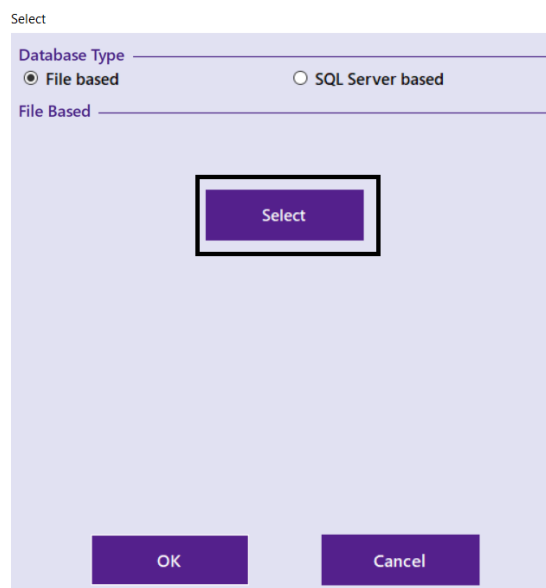 Select
Database Type
File based SQL Server based
File Based
Select
OK Cancel